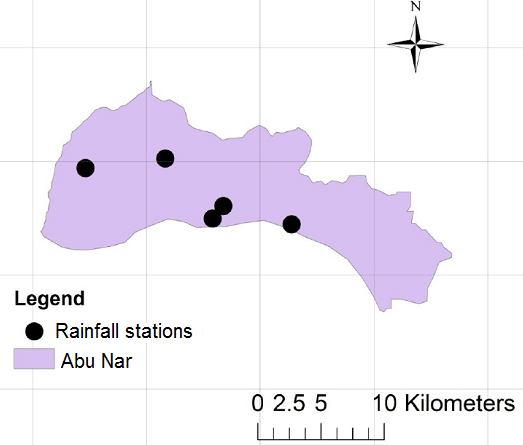 N
Legend
Rainfall stations
Abu Nar
0 2.5 5 10 Kilometers